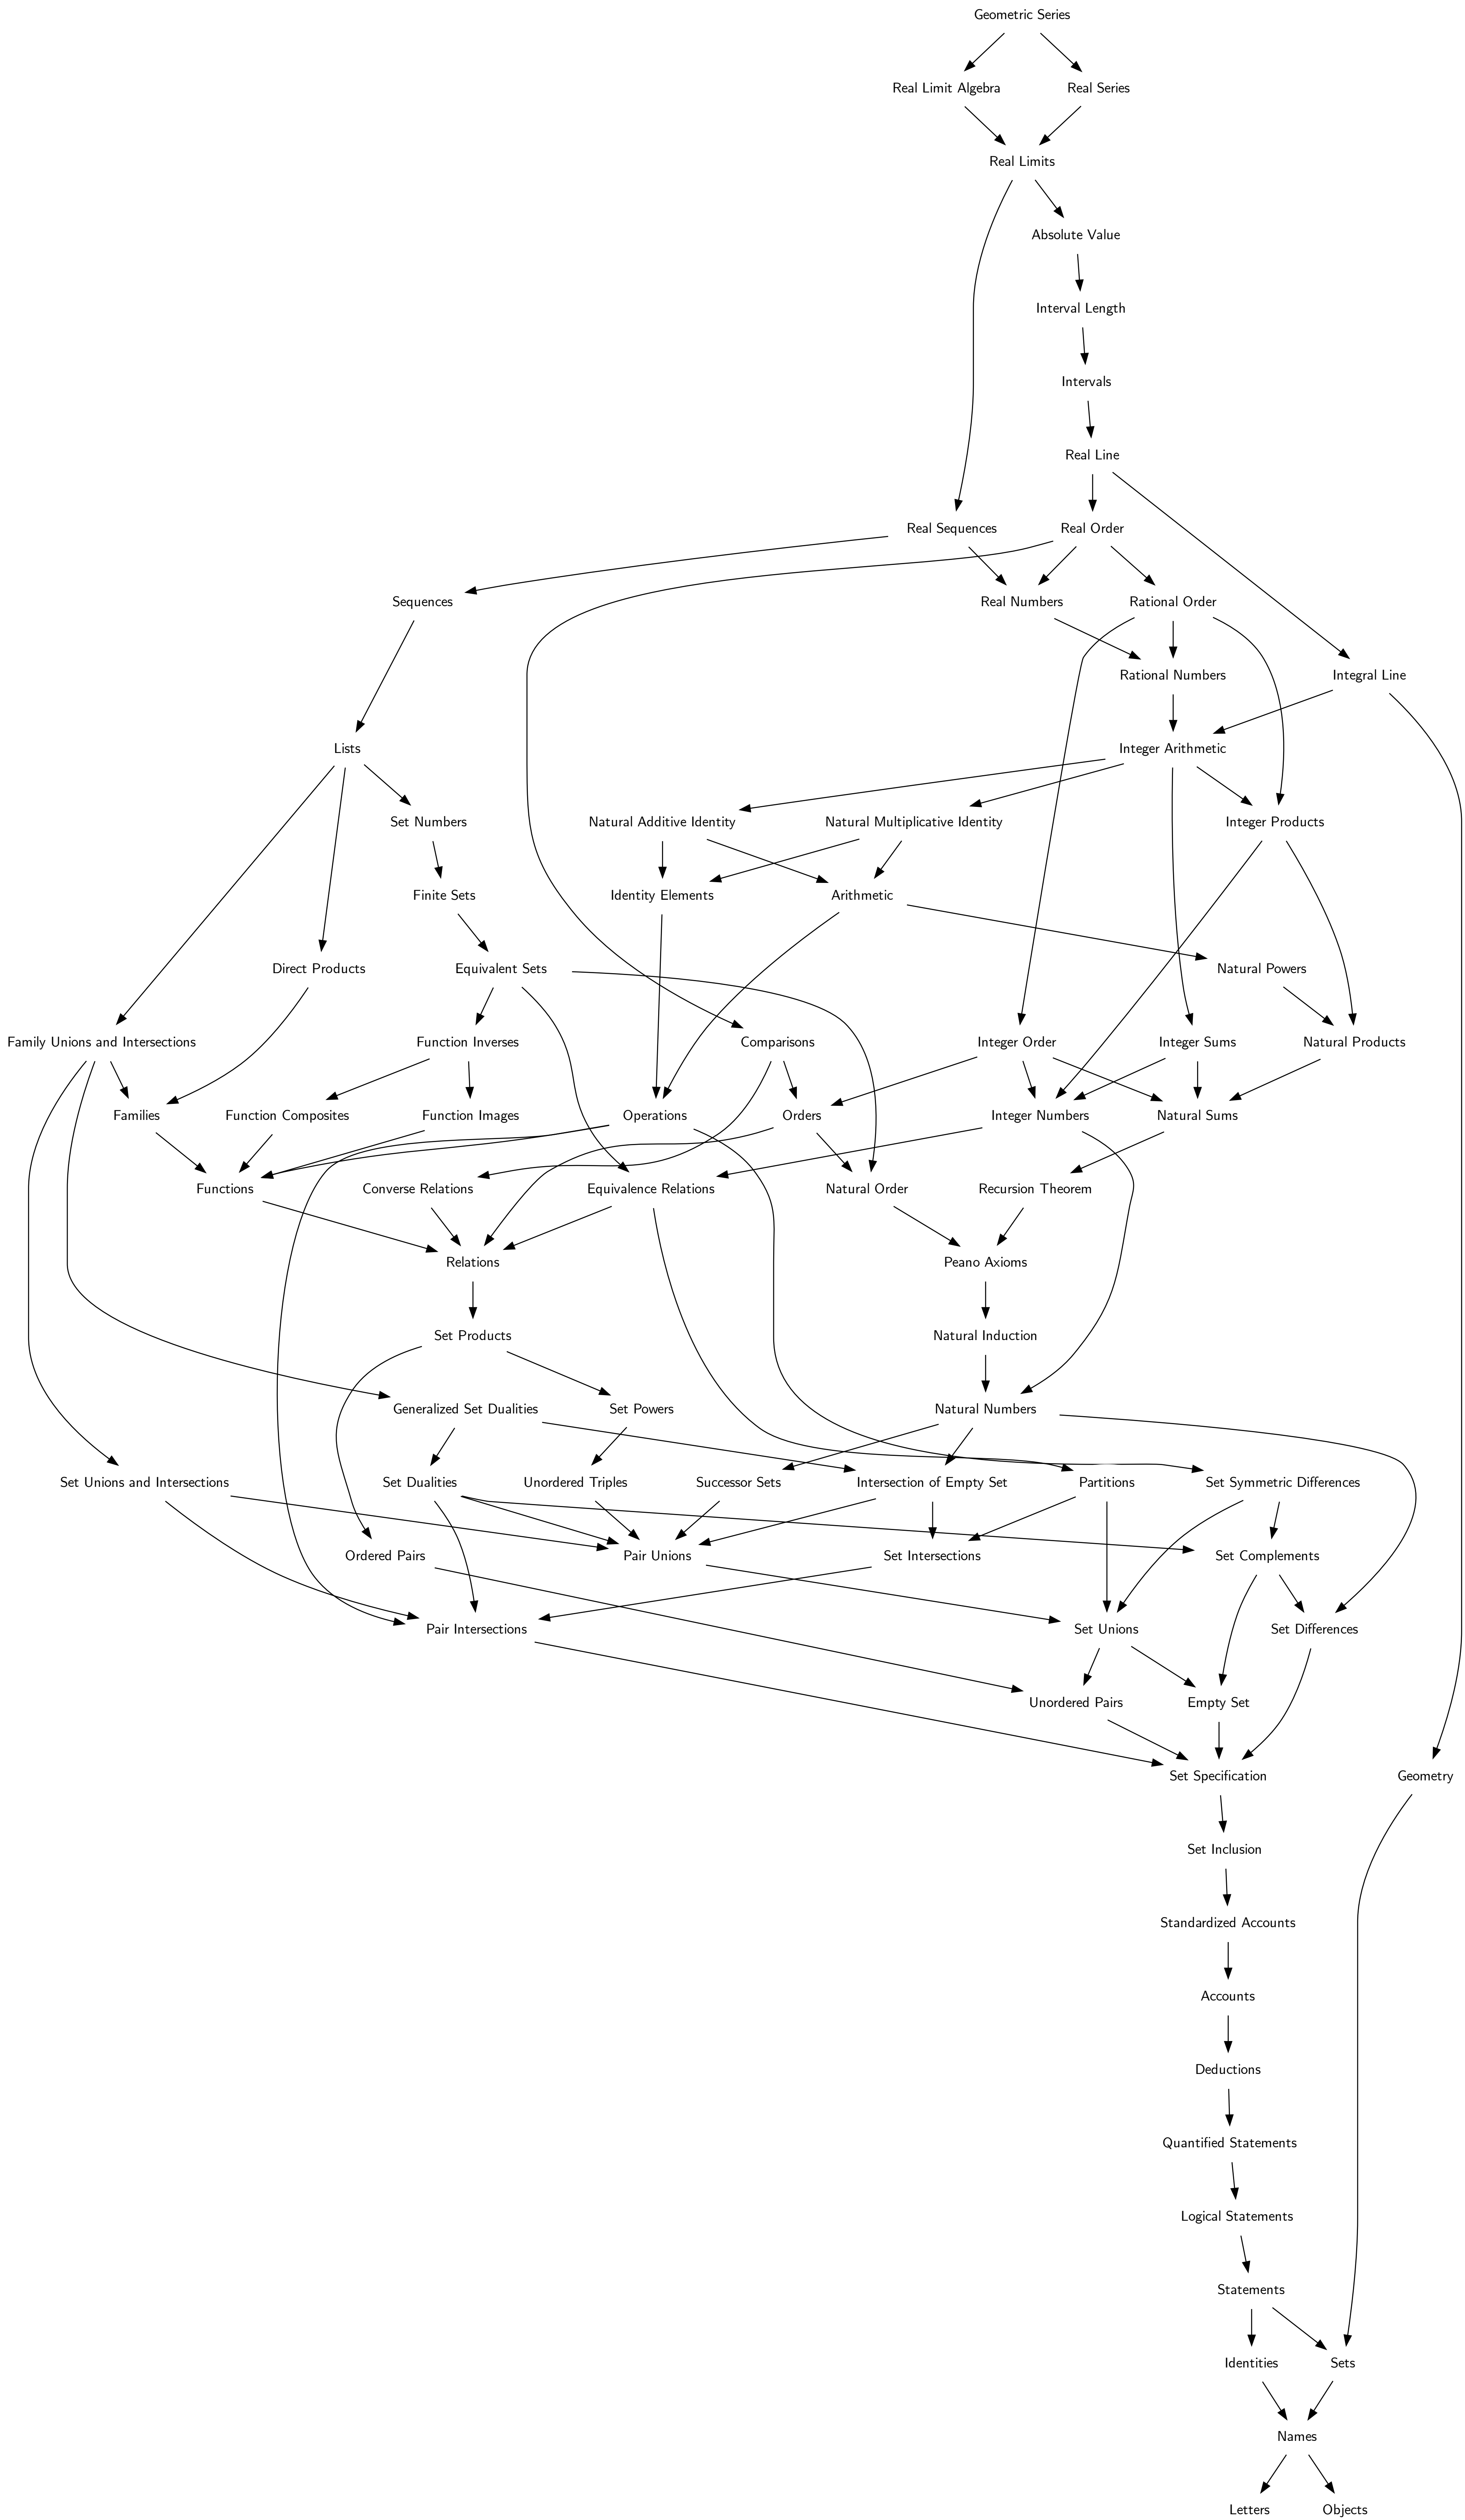 Geometric Series
Real Limit Algebra
Real Series
Real Limits
Absolute Value
Interval Length
Intervals
Real Line
Real Sequences
Real Order
Sequences
Real Numbers
Rational Order
Rational Numbers
Integral Line
Lists
Integer Arithmetic
Set Numbers
Natural Additive Identity
Natural Multiplicative Identity
Integer Products
Finite Sets
Identity Elements
Arithmetic
Direct Products
Equivalent Sets
Natural Powers
Family Unions and Intersections
Function Inverses
Comparisons
Integer Order
Integer Sums
Natural Products
Families
Function Composites
Function Images
Operations
Orders
Integer Numbers
Natural Sums
Functions
Converse Relations
Equivalence Relations
Natural Order
Recursion Theorem
Relations
Peano Axioms
Set Products
Natural Induction
Generalized Set Dualities
Set Powers
Natural Numbers
Set Unions and Intersections
Set Dualities
Unordered Triples
Successor Sets
Intersection of Empty Set
Partitions
Set Symmetric Differences
Ordered Pairs
Pair Unions
Set Intersections
Set Complements
Pair Intersections
Set Unions
Set Differences
Unordered Pairs
Empty Set
Set Specification
Geometry
Set Inclusion
Standardized Accounts
Accounts
Deductions
Quantified Statements
Logical Statements
Statements
Identities
Sets
Names
Letters
Objects